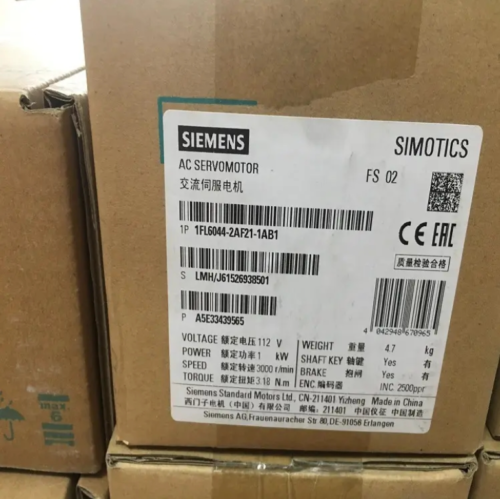 SIEMENS
SIMOTICS
AC SERVOMOTOR
FS 02
交流伺服电机
1P 1FL6044-2AF21-1AB1
CE EAC
质量检验合格
S LMH/J61526938501
P A5E33439565
4 042948 670965
VOLTAGE 额定电压 112 V WEIGHT 重量 4.7 kg
POWER 额定功率 1 kW SHAFT KEY 轴键 Yes 有
SPEED 额定转速 3000 r/min BRAKE 抱闸 Yes 有
TORQUE 额定扭矩 3.18 N.m ENC 编码器 INC. 2500ppr
Siemens Standard Motors Ltd., CN-211401 Yizheng Made in China
西门子电机（中国）有限公司 邮编：211401 中国仪征 中国制造
Siemens AG,Frauenauracher Str 80,DE-91056 Erlangen